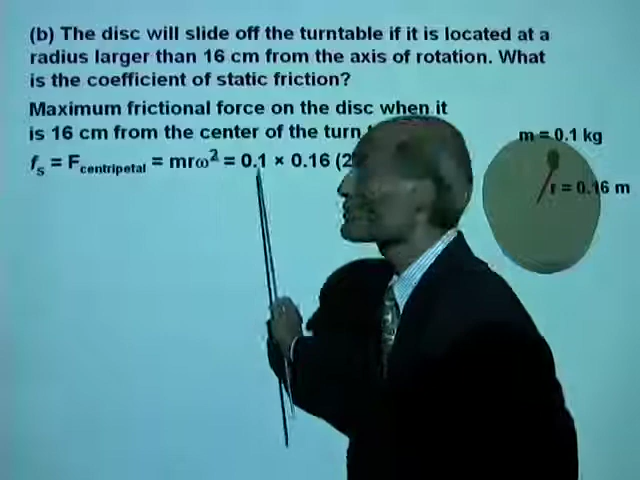 (b) The disc will slide off the turntable if it is located at a
radius larger than 16 cm from the axis of rotation. What
is the coefficient of static friction?
Maximum frictional force on the disc when it
is 16 cm from the center of the turn
fs = Fcentripetal = mrω² = 0.1 × 0.16 (2
m = 0.1 kg
r = 0.16 m